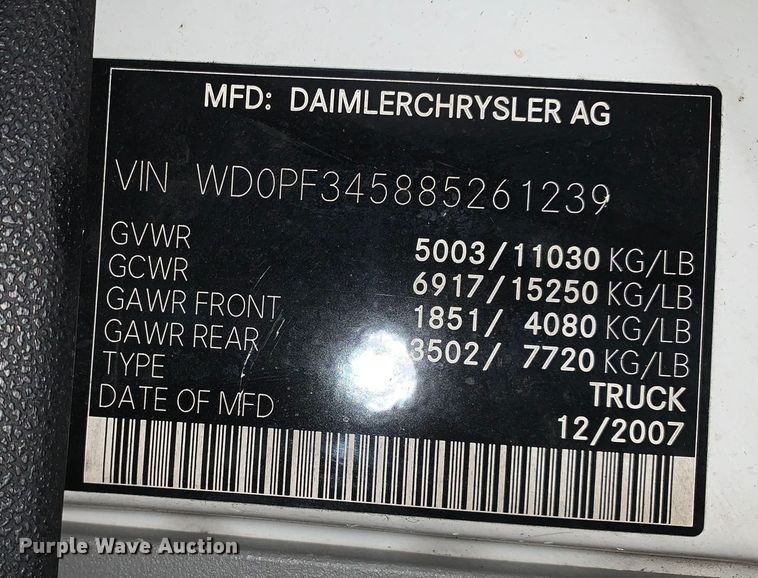 MFD: DAIMLERCHRYSLER AG
VIN WD0PF345885261239
GVWR 5003/11030 KG/LB
GCWR 6917/15250 KG/LB
GAWR FRONT 1851/ 4080 KG/LB
GAWR REAR 3502/ 7720 KG/LB
TYPE TRUCK
DATE OF MFD 12/2007
Purple Wave Auction